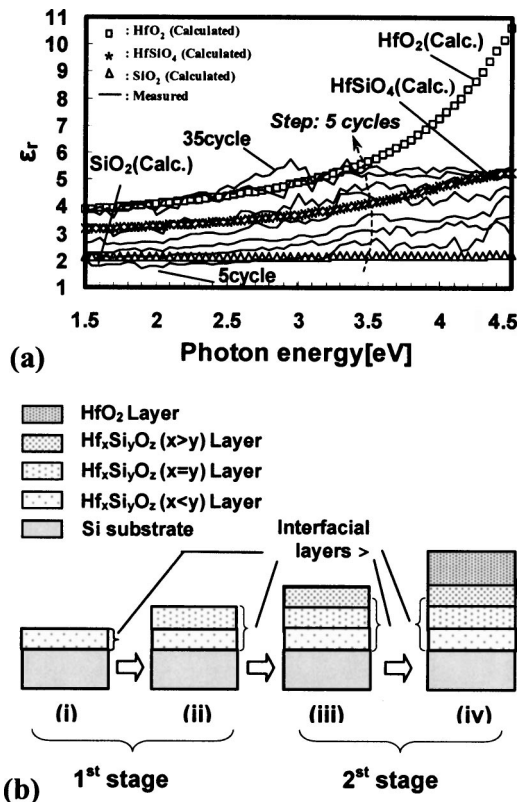 11
10
9
8
7
6
5
4
3
2
1
εr
□ : HfO2 (Calculated)
* : HfSiO4 (Calculated)
△ : SiO2 (Calculated)
— : Measured
HfO2(Calc.)
HfSiO4(Calc.)
Step: 5 cycles
35cycle
SiO2(Calc.)
5cycle
1.5 2 2.5 3 3.5 4 4.5
Photon energy[eV]
(a)
HfO2 Layer
HfxSiyOz (x>y) Layer
HfxSiyOz (x=y) Layer
HfxSiyOz (x<y) Layer
Si substrate
Interfacial
layers >
(i) (ii) (iii) (iv)
1st stage 2st stage
(b)